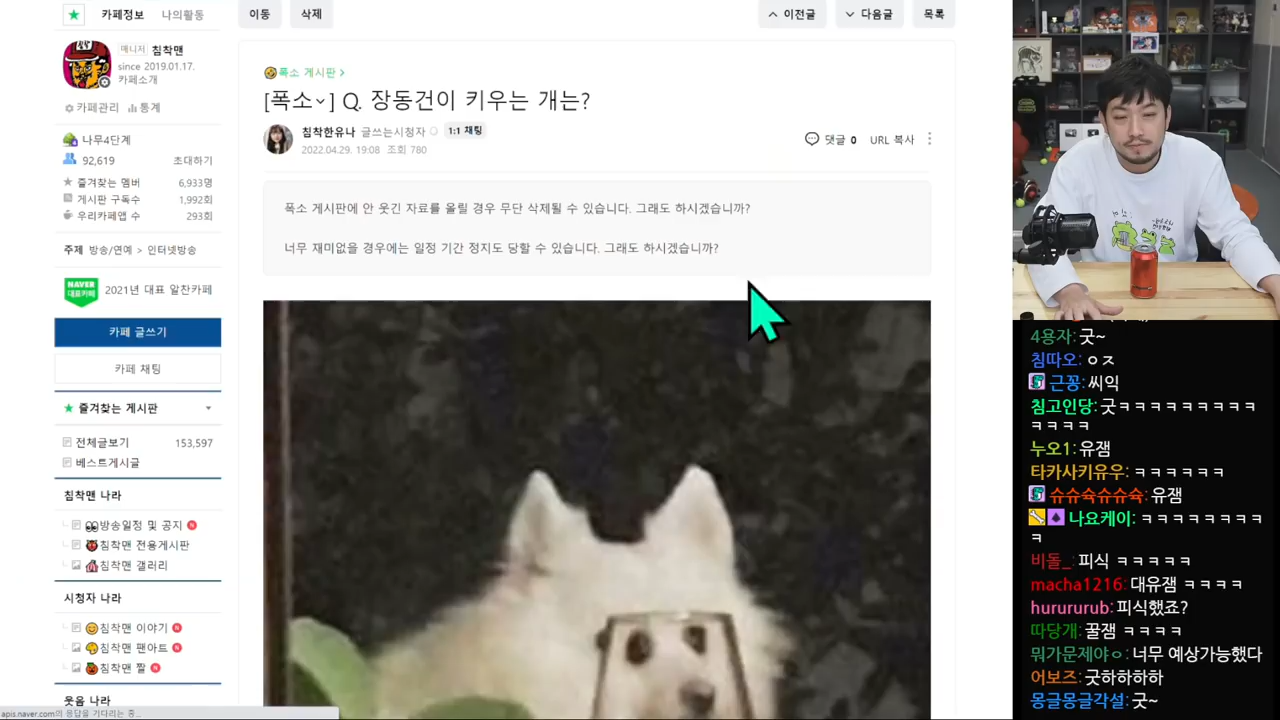 카페정보
나의활동
매니저 침착맨
since 2019.01.17.
카페소개
카페관리 통계
나무4단계
92,619 초대하기
즐겨찾는 멤버 6,933명
게시판 구독수 1,992회
우리카페앱 수 293회
주제 방송/연예 > 인터넷방송
NAVER 대표카페 2021년 대표 알찬카페
카페 글쓰기
카페 채팅
즐겨찾는 게시판
전체글보기 153,597
베스트게시글
침착맨 나라
방송일정 및 공지 N
침착맨 전용게시판
침착맨 갤러리
시청자 나라
침착맨 이야기 N
침착맨 팬아트 N
침착맨 짤 N
웃음 나라
apis.naver.com의 응답을 기다리는 중...
이동
삭제
이전글
다음글
목록
폭소 게시판 >
[폭소~] Q. 장동건이 키우는 개는?
침착한유나 글쓰는시청자 1:1 채팅
2022.04.29. 19:08 조회 780
댓글 0 URL 복사
폭소 게시판에 안 웃긴 자료를 올릴 경우 무단 삭제될 수 있습니다. 그래도 하시겠습니까?
너무 재미없을 경우에는 일정 기간 정지도 당할 수 있습니다. 그래도 하시겠습니까?
4용자: 굿~
침따오: ㅇㅈ
근꽁: 씨익
침고인당: 굿ㅋㅋㅋㅋㅋㅋㅋㅋㅋ
ㅋㅋㅋㅋ
누오1: 유잼
타카사키유우: ㅋㅋㅋㅋㅋㅋ
슈슈슉슈슈슉: 유잼
나요케이: ㅋㅋㅋㅋㅋㅋㅋㅋ
ㅋ
비돌_: 피식 ㅋㅋㅋㅋㅋ
macha1216: 대유잼 ㅋㅋㅋㅋ
hurururub: 피식했죠?
따당개: 꿀잼 ㅋㅋㅋㅋ
뭐가문제야ㅇ: 너무 예상가능했다
어보즈: 굿하하하하
몽글몽글각설: 굿~